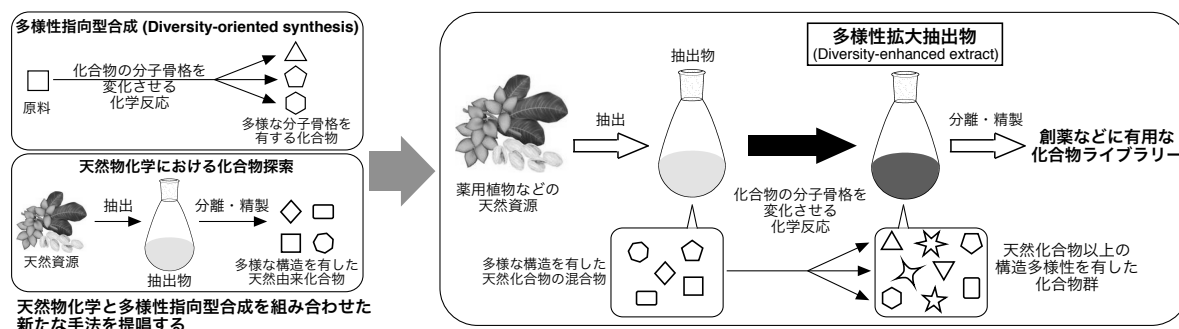 多様性指向型合成 (Diversity-oriented synthesis)
化合物の分子骨格を
変化させる
化学反応
原料
多様な分子骨格を
有する化合物
天然物化学における化合物探索
抽出
分離・精製
天然資源
抽出物
多様な構造を有した
天然由来化合物
天然物化学と多様性指向型合成を組み合わせた
新たな手法を提唱する
多様性拡大抽出物
(Diversity-enhanced extract)
抽出物
抽出
分離・精製
創薬などに有用な
化合物ライブラリー
薬用植物などの
天然資源
化合物の分子骨格を
変化させる
化学反応
多様な構造を有した
天然化合物の混合物
天然化合物以上の
構造多様性を有した
化合物群